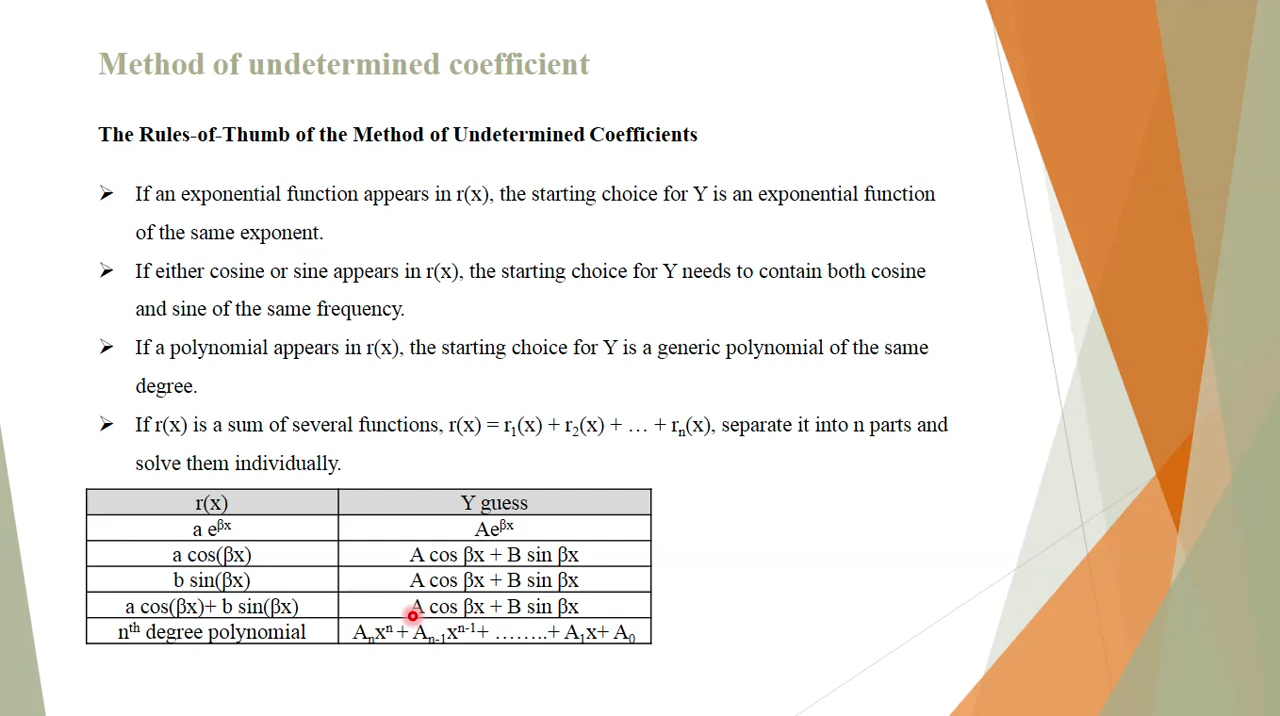 Method of undetermined coefficient
The Rules-of-Thumb of the Method of Undetermined Coefficients
➢ If an exponential function appears in r(x), the starting choice for Y is an exponential function
of the same exponent.
➢ If either cosine or sine appears in r(x), the starting choice for Y needs to contain both cosine
and sine of the same frequency.
➢ If a polynomial appears in r(x), the starting choice for Y is a generic polynomial of the same
degree.
➢ If r(x) is a sum of several functions, r(x) = r₁(x) + r₂(x) + … + rₙ(x), separate it into n parts and
solve them individually.
r(x) Y guess
a e^βx Ae^βx
a cos(βx) A cos βx + B sin βx
b sin(βx) A cos βx + B sin βx
a cos(βx)+ b sin(βx) A cos βx + B sin βx
nth degree polynomial Aₙxⁿ + Aₙ₋₁xⁿ⁻¹+ ……..+ A₁x+ A₀